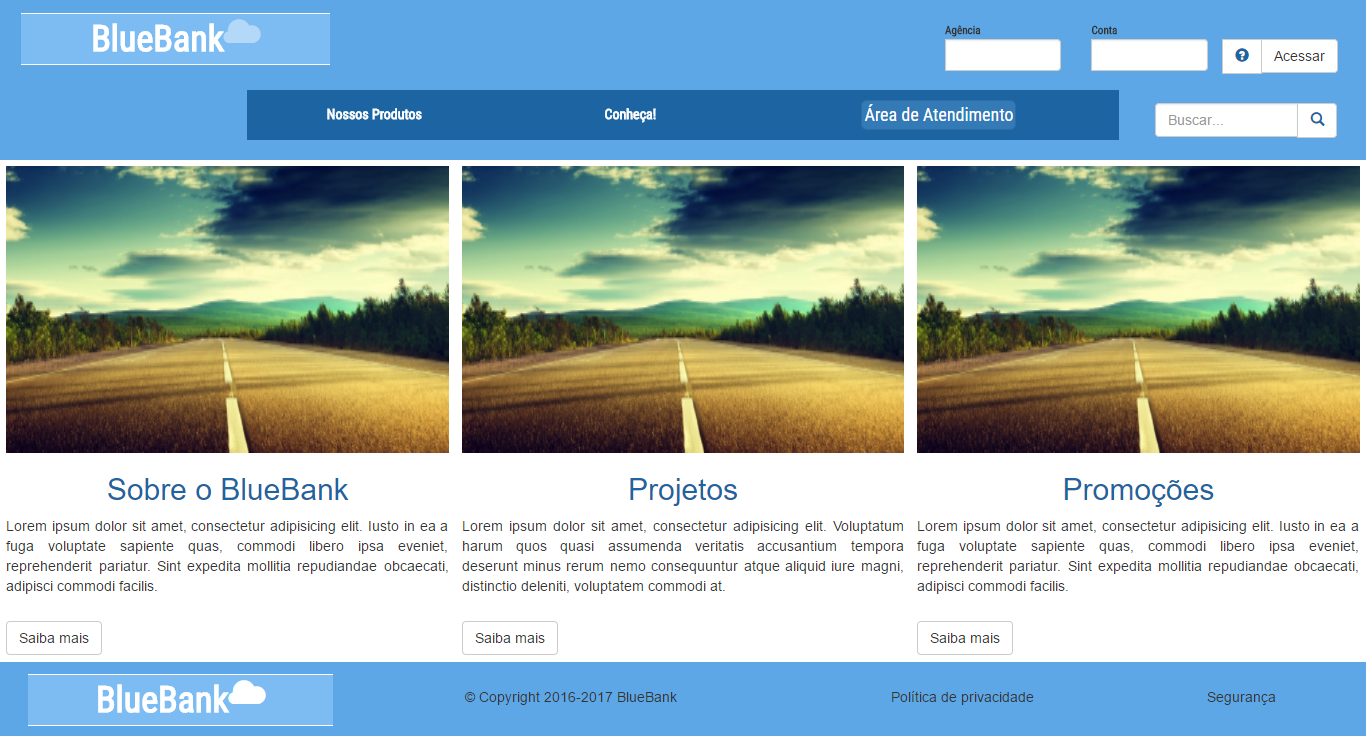 BlueBank
Agência
Conta
Acessar
Nossos Produtos
Conheça!
Área de Atendimento
Buscar...
Sobre o BlueBank
Lorem ipsum dolor sit amet, consectetur adipisicing elit. Iusto in ea a
fuga voluptate sapiente quas, commodi libero ipsa eveniet,
reprehenderit pariatur. Sint expedita mollitia repudiandae obcaecati,
adipisci commodi facilis.
Saiba mais
Projetos
Lorem ipsum dolor sit amet, consectetur adipisicing elit. Voluptatum
harum quos quasi assumenda veritatis accusantium tempora
deserunt minus rerum nemo consequuntur atque aliquid iure magni,
distinctio deleniti, voluptatem commodi at.
Saiba mais
Promoções
Lorem ipsum dolor sit amet, consectetur adipisicing elit. Iusto in ea a
fuga voluptate sapiente quas, commodi libero ipsa eveniet,
reprehenderit pariatur. Sint expedita mollitia repudiandae obcaecati,
adipisci commodi facilis.
Saiba mais
BlueBank
© Copyright 2016-2017 BlueBank
Política de privacidade
Segurança